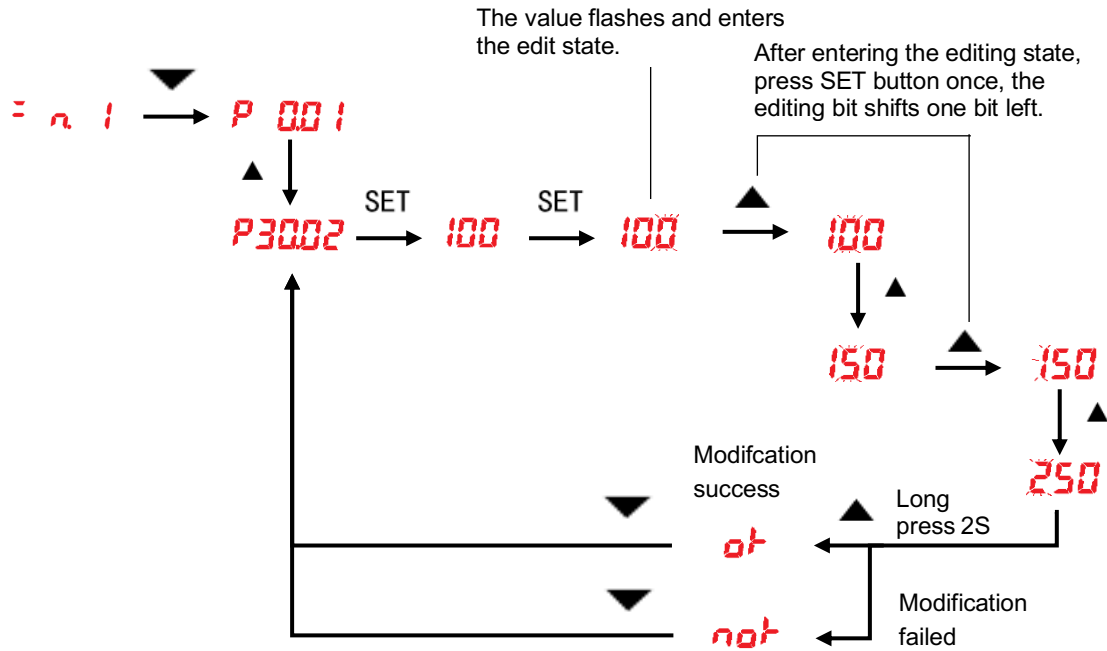 The value flashes and enters
the edit state.
After entering the editing state,
press SET button once, the
editing bit shifts one bit left.
= n. 1
P 0.01
P30.02
SET
100
SET
100
100
150
150
250
Modifcation
success
Long
press 2S
ok
Modification
failed
nok